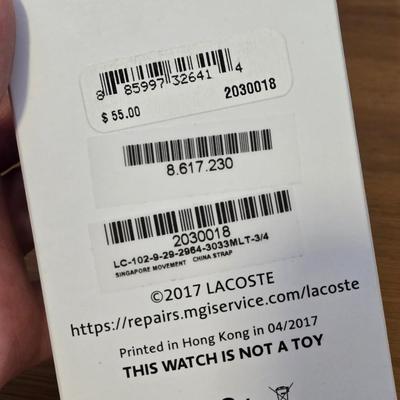 8 85997 32641 4
$ 55.00 2030018
8.617.230
2030018
LC-102-9-29-2964-3033MLT-3/4
SINGAPORE MOVEMENT CHINA STRAP
©2017 LACOSTE
https://repairs.mgiservice.com/lacoste
Printed in Hong Kong in 04/2017
THIS WATCH IS NOT A TOY